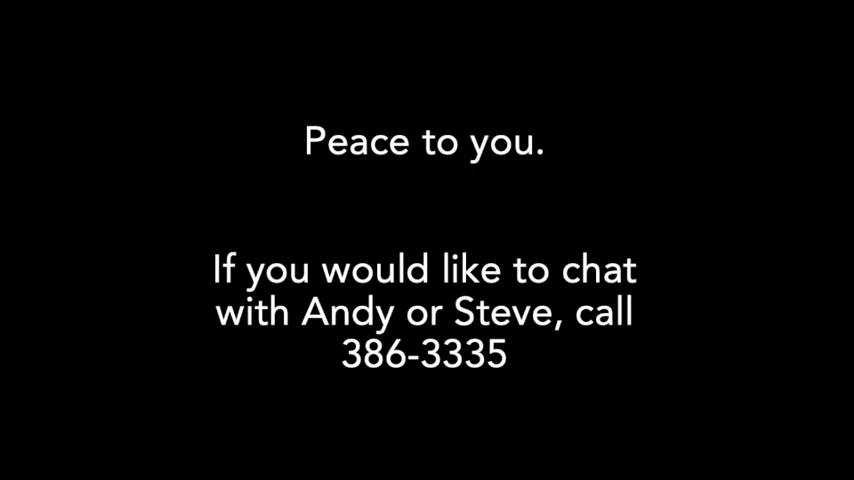 Peace to you.
If you would like to chat
with Andy or Steve, call
386-3335